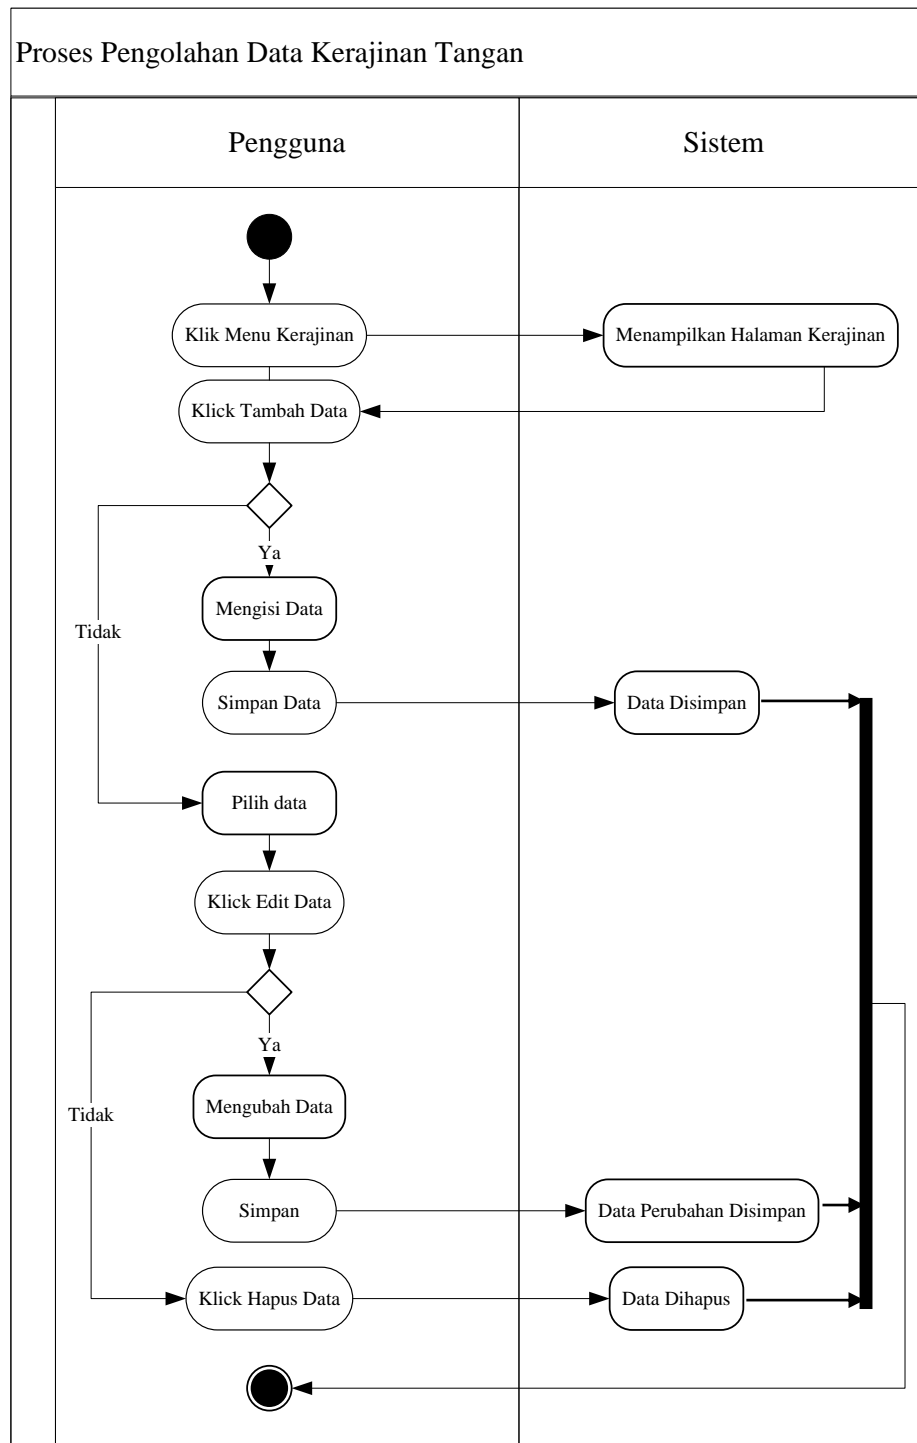 Proses Pengolahan Data Kerajinan Tangan
Pengguna
Sistem
Klik Menu Kerajinan
Menampilkan Halaman Kerajinan
Klick Tambah Data
Ya
Mengisi Data
Tidak
Simpan Data
Data Disimpan
Pilih data
Klick Edit Data
Ya
Mengubah Data
Tidak
Simpan
Data Perubahan Disimpan
Klick Hapus Data
Data Dihapus